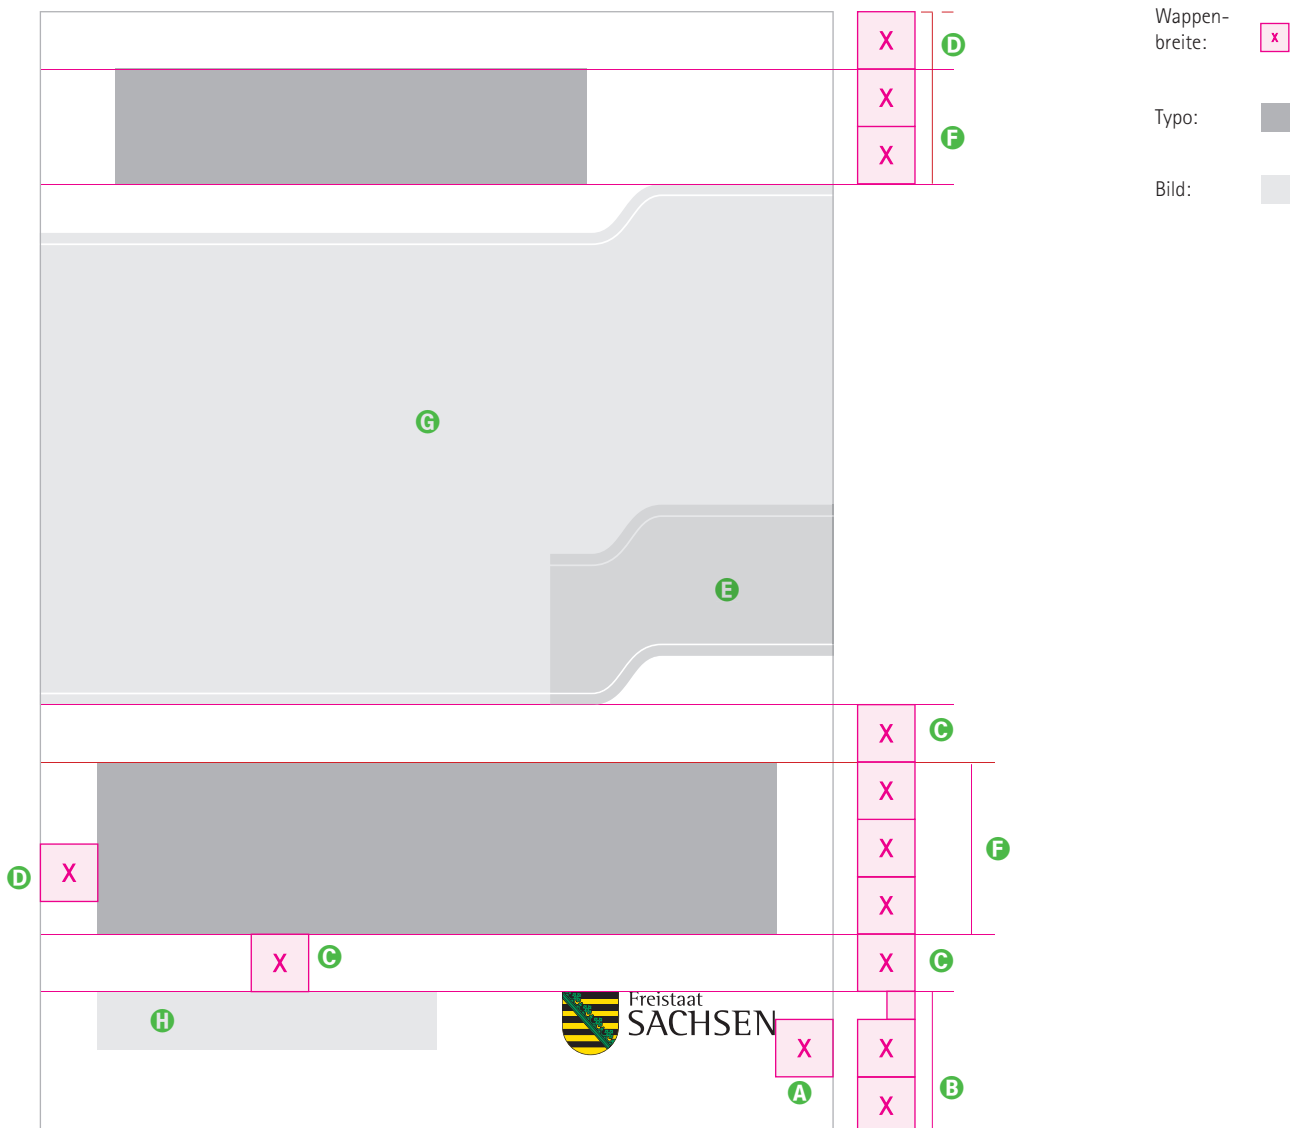 Wappen-
breite:
X
Typo:
Bild:
X
D
X
X
F
G
E
X
C
X
X
X
F
D
X
X
C
X
C
H
Freistaat
SACHSEN
X
A
X
X
B